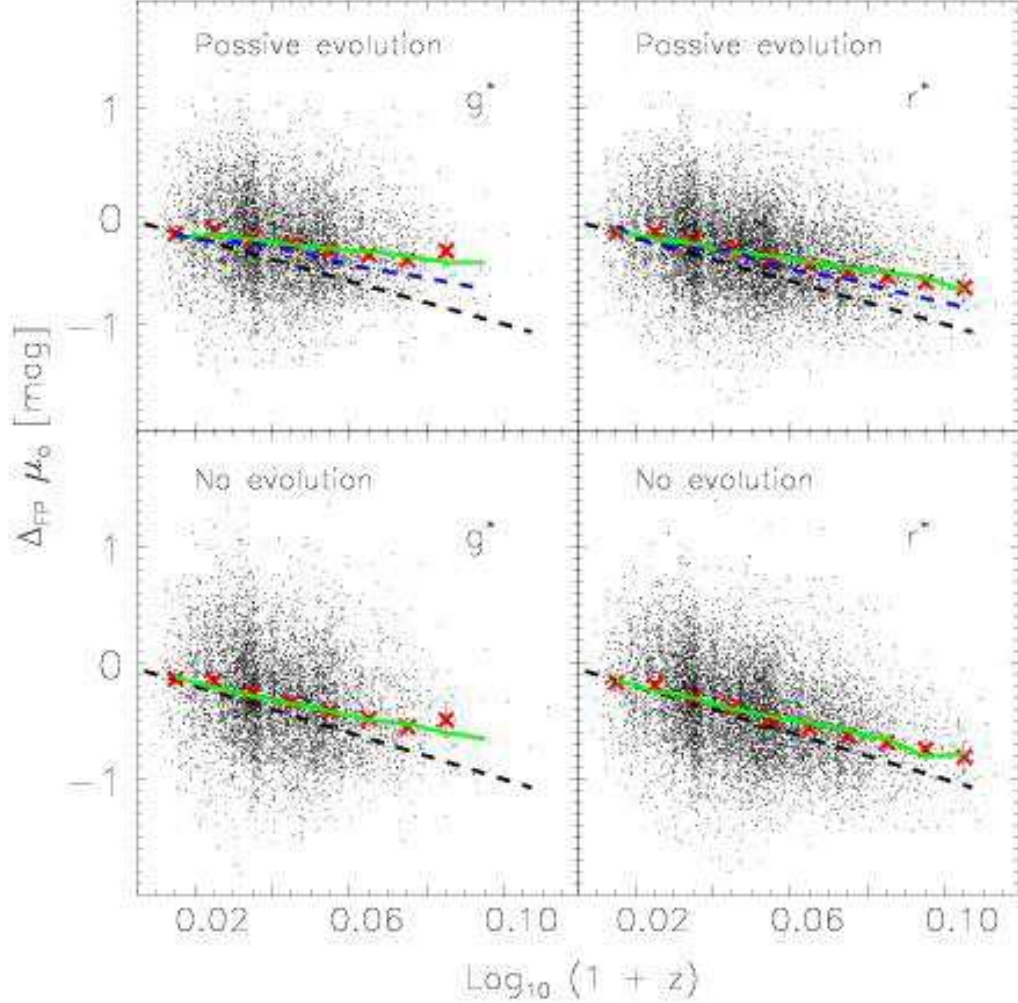 Passive evolution
g*
Passive evolution
r*
1
0
−1
No evolution
g*
No evolution
r*
1
0
−1
Δ_FP μ_o [mag]
0.02
0.06
0.10
0.02
0.06
0.10
Log₁₀ (1 + z)